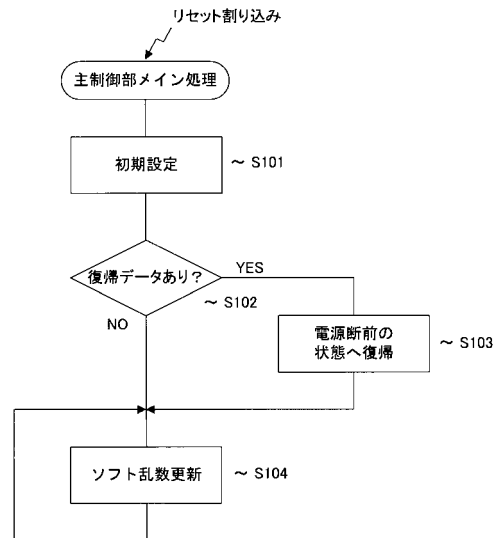 リセット割り込み
主制御部メイン処理
初期設定
～ S101
復帰データあり？
YES
～ S102
NO
電源断前の
状態へ復帰
～ S103
ソフト乱数更新
～ S104